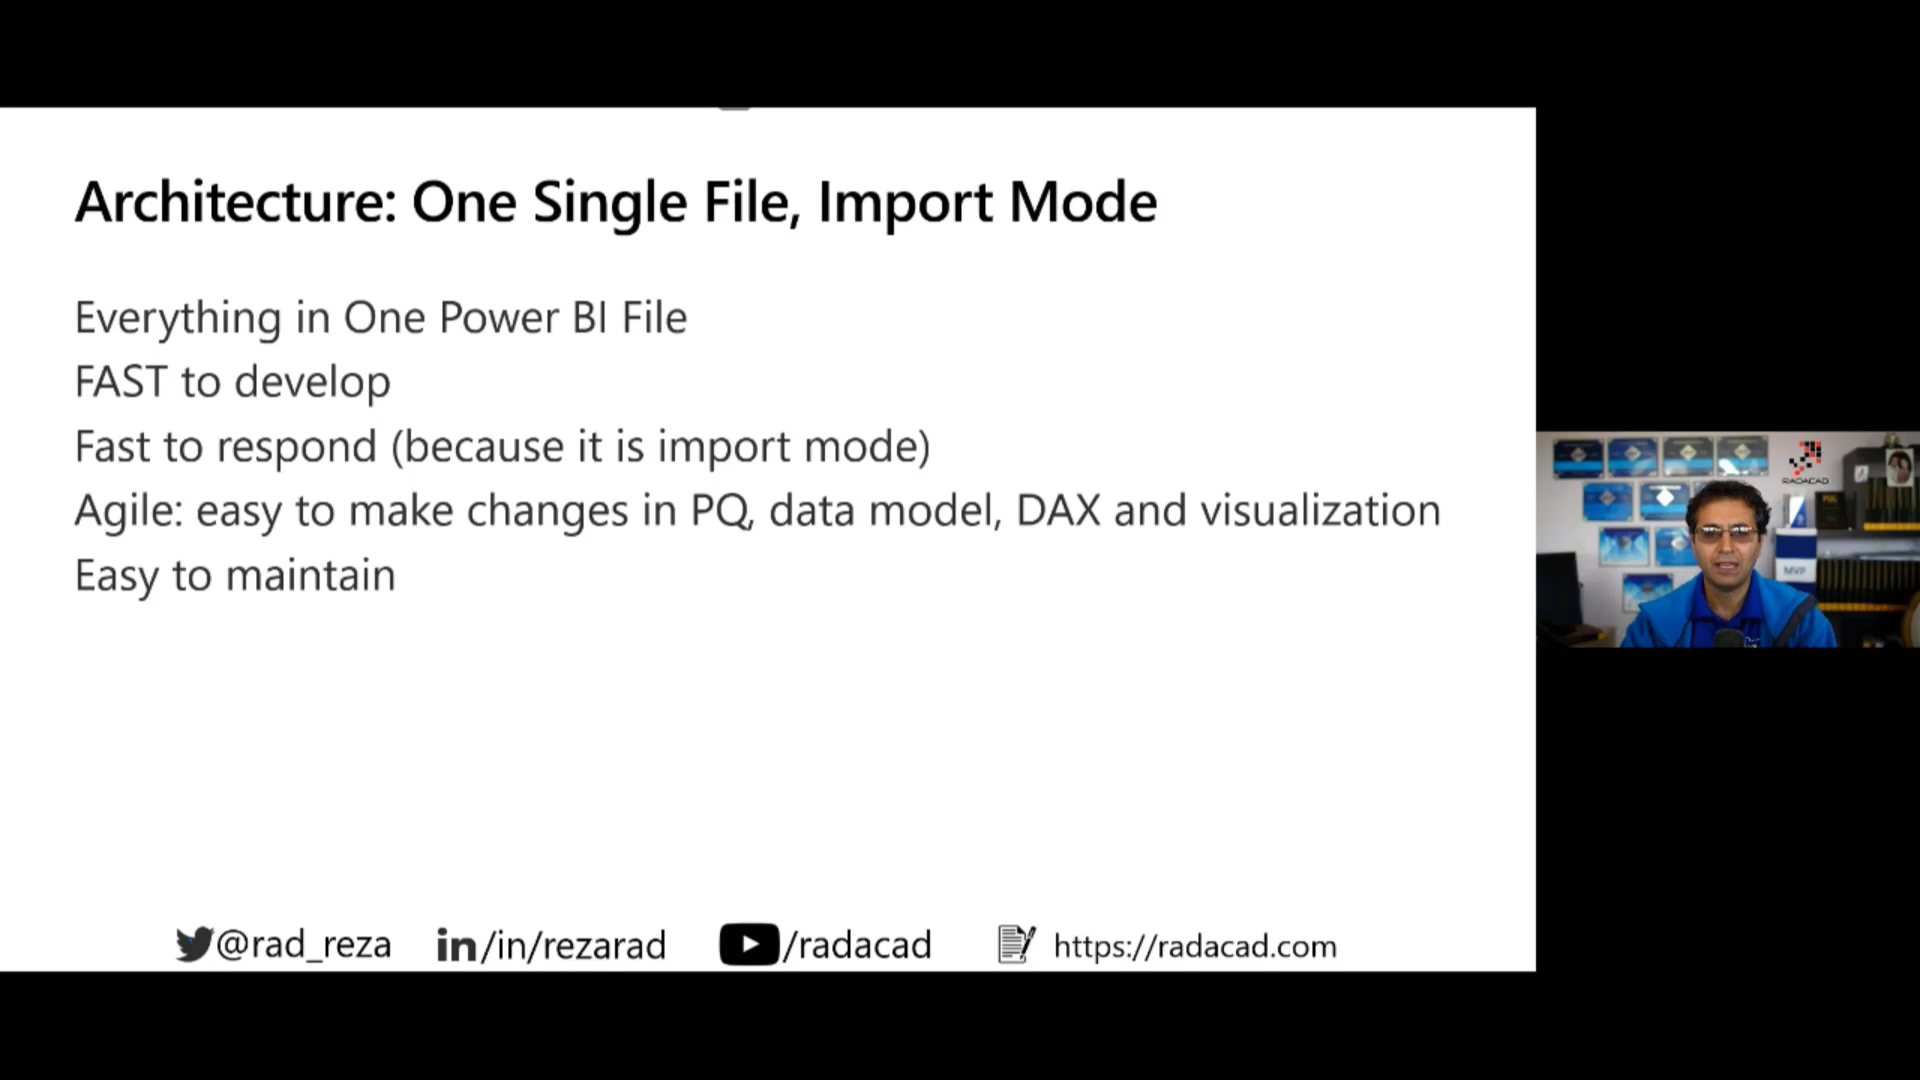 Architecture: One Single File, Import Mode
Everything in One Power BI File
FAST to develop
Fast to respond (because it is import mode)
Agile: easy to make changes in PQ, data model, DAX and visualization
Easy to maintain
@rad_reza
in/in/rezarad
/radacad
https://radacad.com
RADACAD
MVP